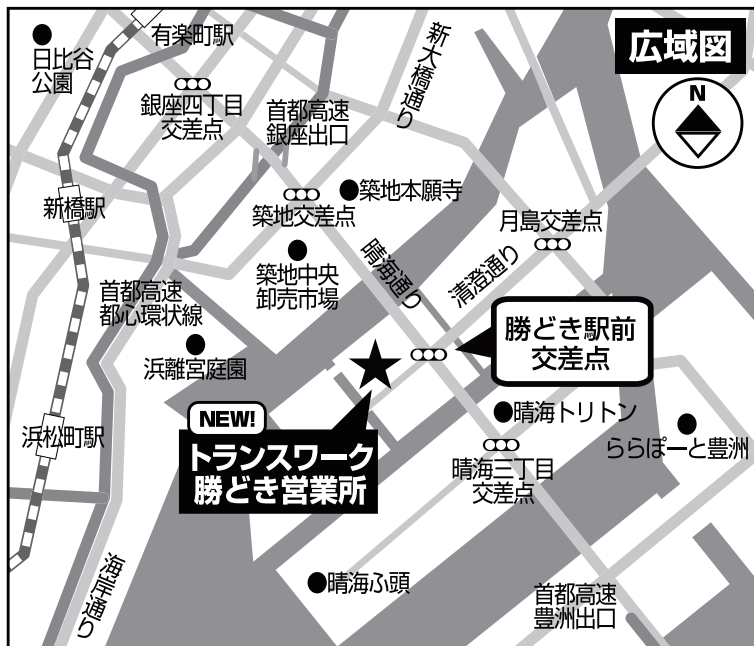 広域図
N
有楽町駅
日比谷
公園
新大橋通り
銀座四丁目
交差点
首都高速
銀座出口
築地本願寺
新橋駅
築地交差点
月島交差点
築地中央
卸売市場
晴海通り
清澄通り
首都高速
都心環状線
勝どき駅前
交差点
浜離宮庭園
NEW!
トランスワーク
勝どき営業所
晴海トリトン
浜松町駅
ららぽーと豊洲
晴海三丁目
交差点
海岸通り
晴海ふ頭
首都高速
豊洲出口